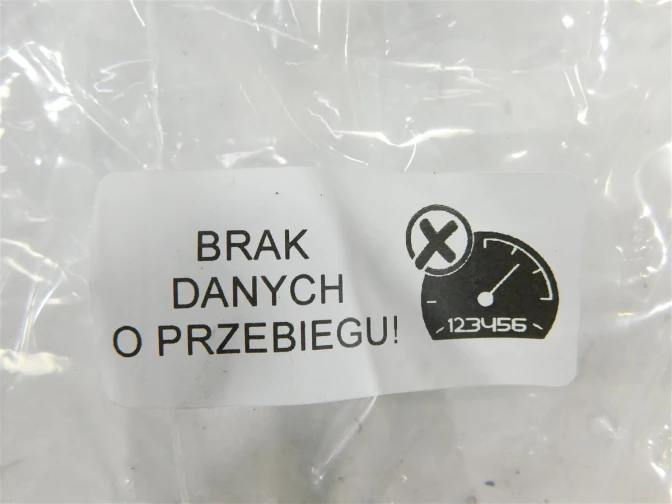 BRAK
DANYCH
O PRZEBIEGU!
123456